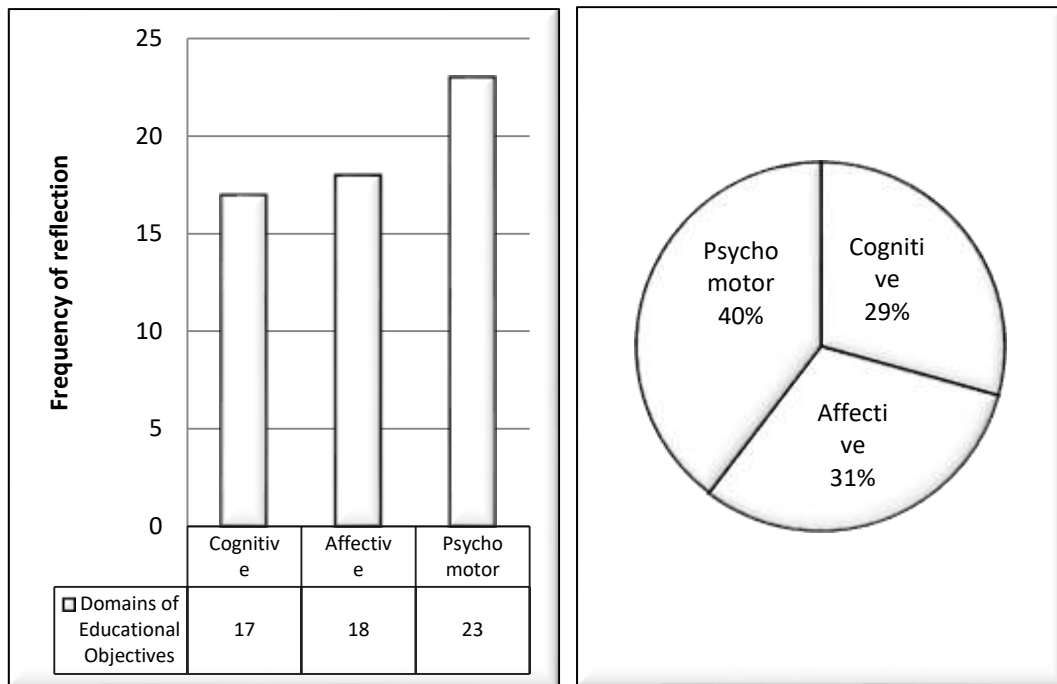 25
20
15
10
5
0
Frequency of reflection
Cognitiv
e
Affectiv
e
Psycho
motor
Domains of
Educational
Objectives
17
18
23
Psycho
motor
40%
Cogniti
ve
29%
Affecti
ve
31%